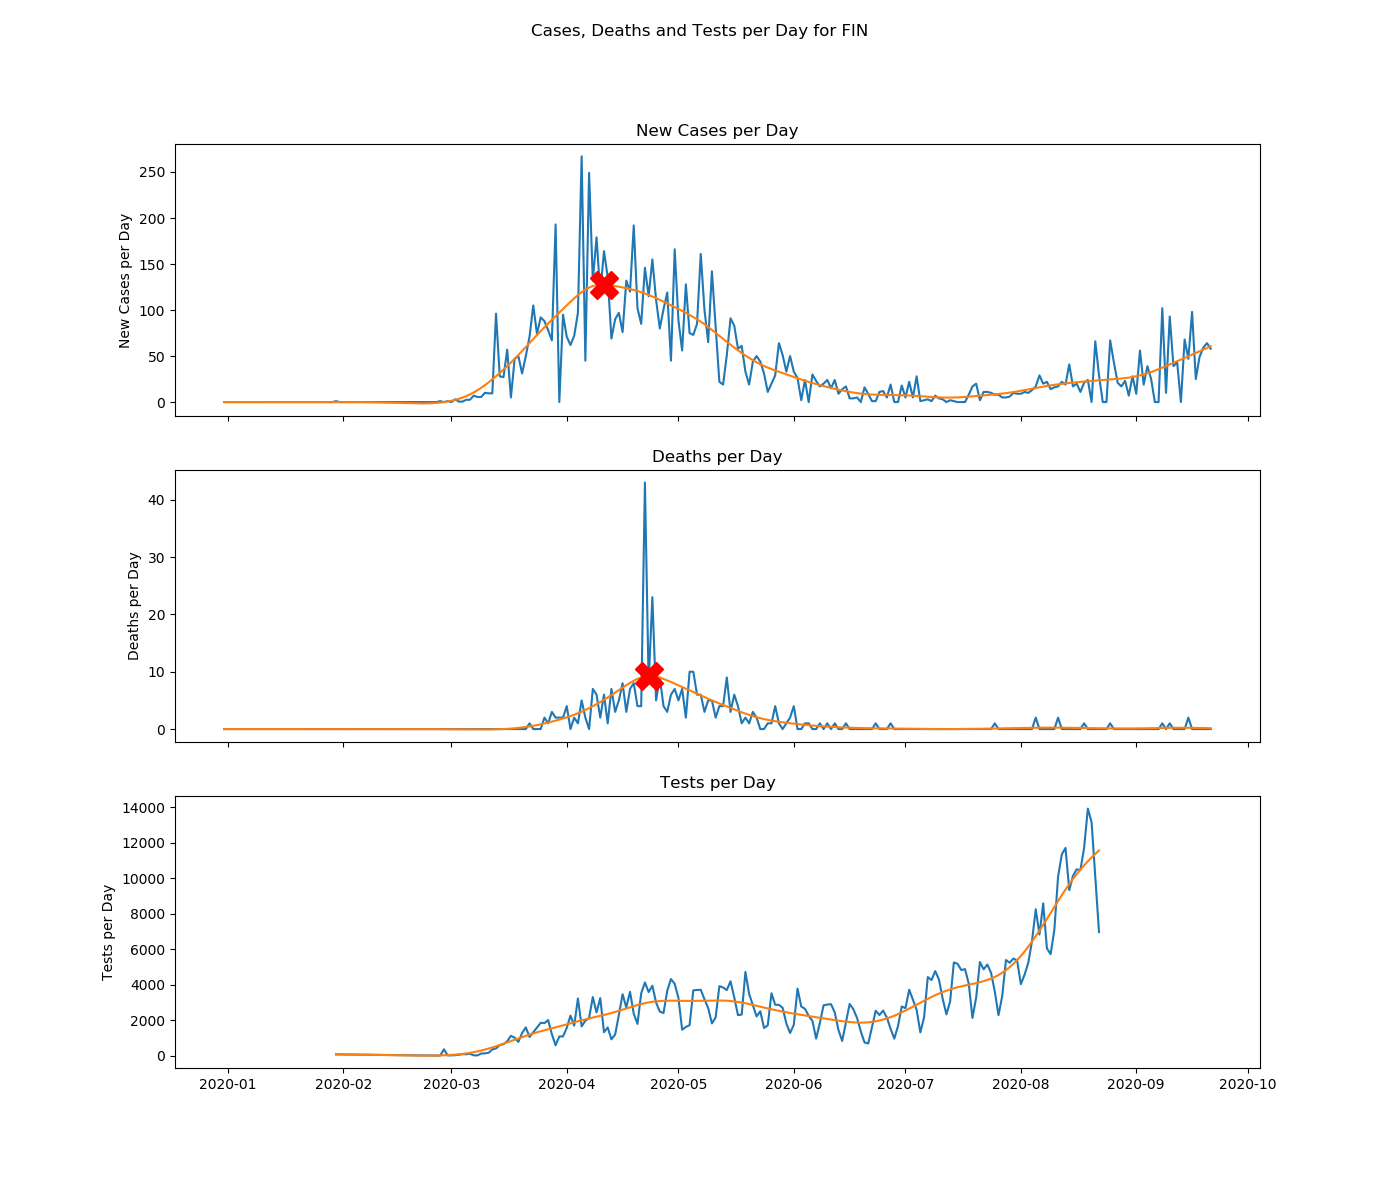 Cases, Deaths and Tests per Day for FIN
New Cases per Day
New Cases per Day
250
200
150
100
50
0
Deaths per Day
Deaths per Day
40
30
20
10
0
Tests per Day
Tests per Day
14000
12000
10000
8000
6000
4000
2000
0
2020-01 2020-02 2020-03 2020-04 2020-05 2020-06 2020-07 2020-08 2020-09 2020-10